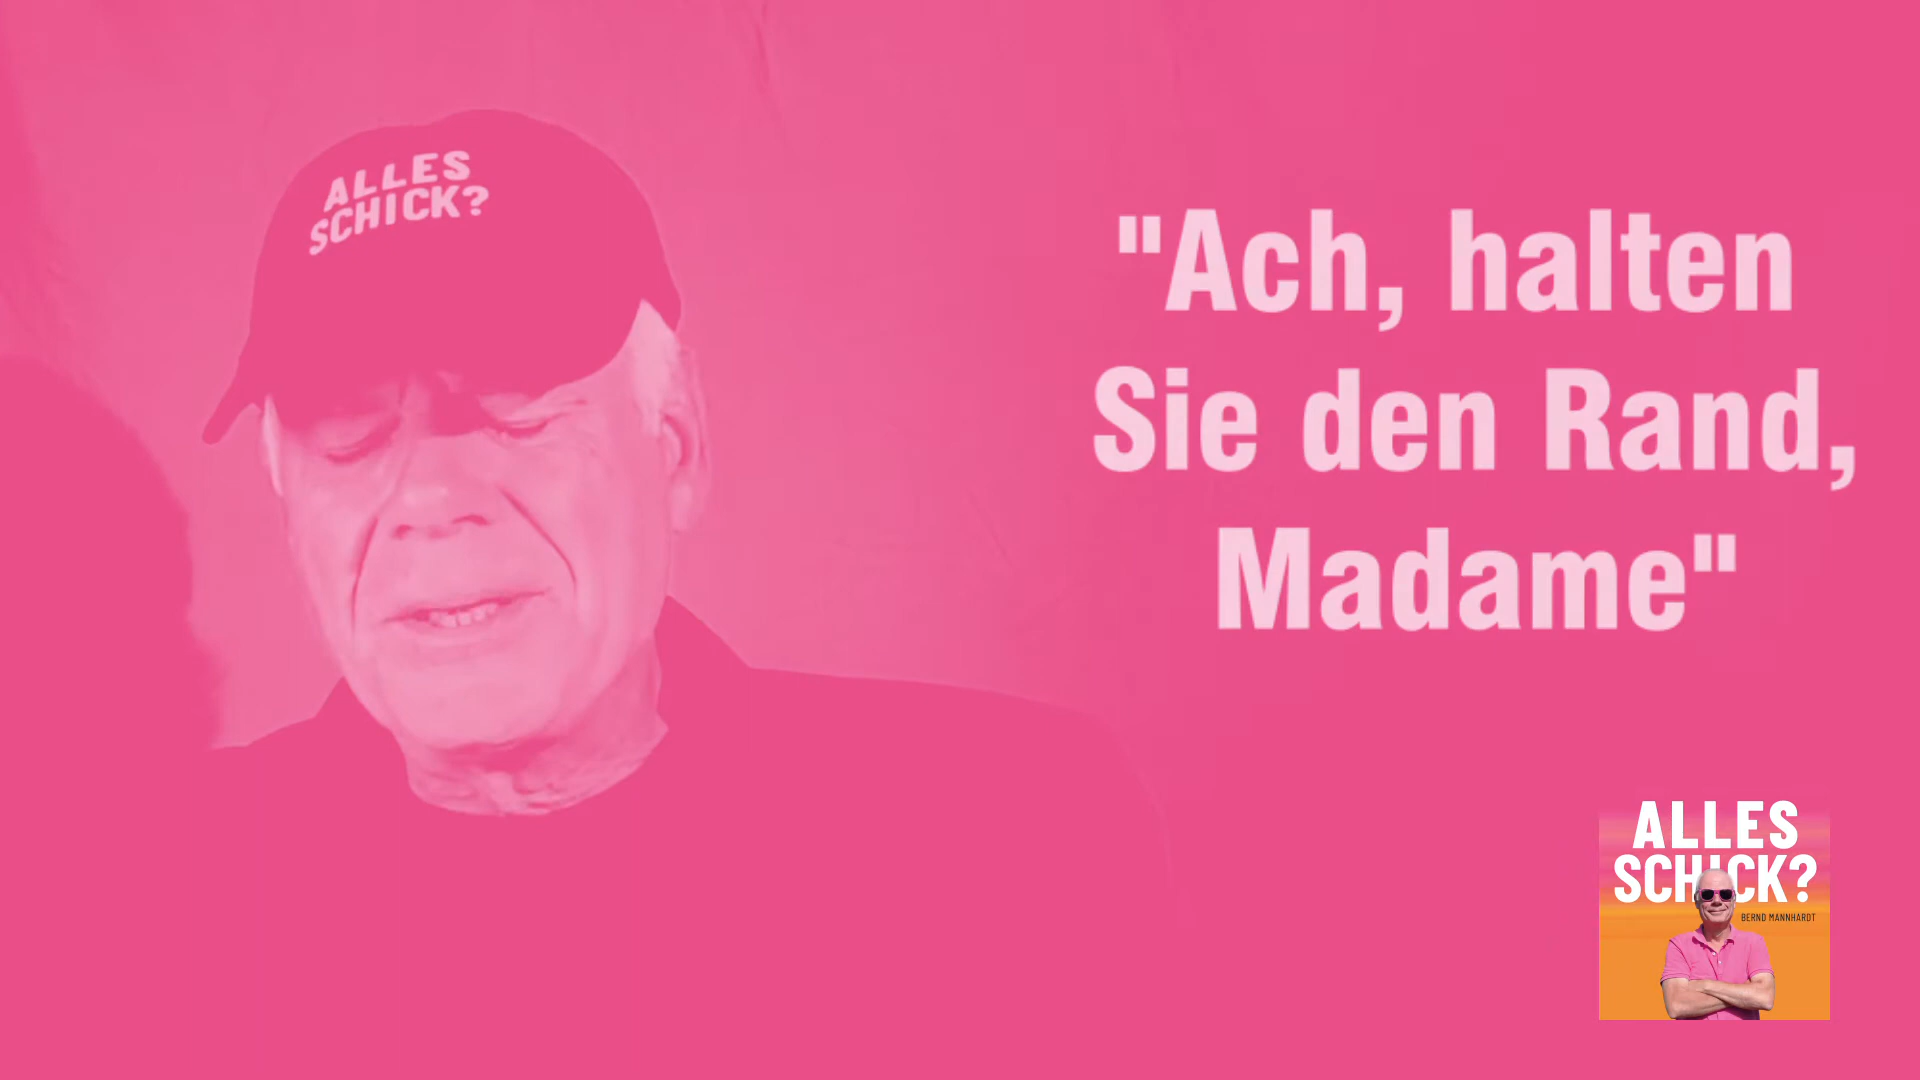 ALLES
SCHICK?
"Ach, halten
Sie den Rand,
Madame"
ALLES
SCHICK?
BERND MANNHARDT